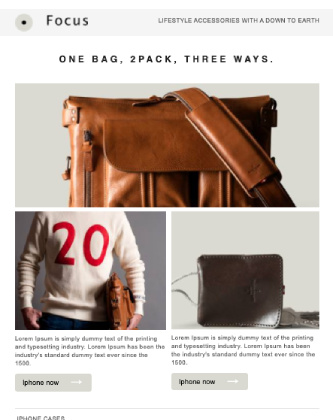 Focus
LIFESTYLE ACCESSORIES WITH A DOWN TO EARTH
ONE BAG, 2PACK, THREE WAYS.
20
Lorem Ipsum is simply dummy text of the printing
and typesetting industry. Lorem Ipsum has been the
industry's standard dummy text ever since the
1500.
Iphone now
Lorem Ipsum is simply dummy text of the printing
and typesetting industry. Lorem Ipsum has been the
industry's standard dummy text ever since the
1500.
Iphone now
IPHONE CASES